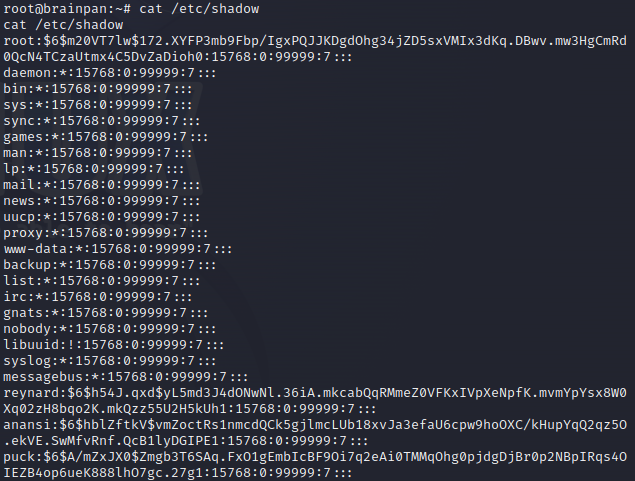 root@brainpan:~# cat /etc/shadow
cat /etc/shadow
root:$6$m20VT7lw$172.XYFP3mb9Fbp/IgxPQJJKDgdOhg34jZD5sxVMIx3dKq.DBwv.mw3HgCmRd
0QcN4TCzaUtmx4C5DvZaDioh0:15768:0:99999:7:::
daemon:*:15768:0:99999:7:::
bin:*:15768:0:99999:7:::
sys:*:15768:0:99999:7:::
sync:*:15768:0:99999:7:::
games:*:15768:0:99999:7:::
man:*:15768:0:99999:7:::
lp:*:15768:0:99999:7:::
mail:*:15768:0:99999:7:::
news:*:15768:0:99999:7:::
uucp:*:15768:0:99999:7:::
proxy:*:15768:0:99999:7:::
www-data:*:15768:0:99999:7:::
backup:*:15768:0:99999:7:::
list:*:15768:0:99999:7:::
irc:*:15768:0:99999:7:::
gnats:*:15768:0:99999:7:::
nobody:*:15768:0:99999:7:::
libuuid:!:15768:0:99999:7:::
syslog:*:15768:0:99999:7:::
messagebus:*:15768:0:99999:7:::
reynard:$6$h54J.qxd$yL5md3J4dONwNl.36iA.mkcabQqRMmeZ0VFKxIVpXeNpfK.mvmYpYsx8W0
Xq02zH8bqo2K.mkQzz55U2H5kUh1:15768:0:99999:7:::
anansi:$6$hblZftkV$vmZoctRs1nmcdQCk5gjlmcLUb18xvJa3efaU6cpw9hoOXC/kHupYqQ2qz5O
.ekVE.SwMfvRnf.QcB1lyDGIPE1:15768:0:99999:7:::
puck:$6$A/mZxJX0$Zmgb3T6SAq.FxO1gEmbIcBF9Oi7q2eAi0TMMqOhg0pjdgDjBr0p2NBpIRqs4O
IEZB4op6ueK888lhO7gc.27g1:15768:0:99999:7:::